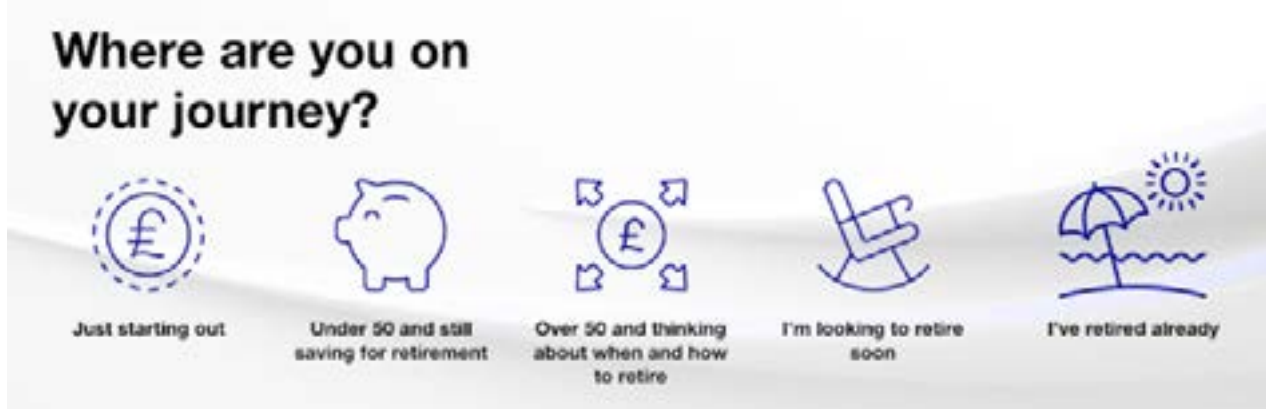 Where are you on
your journey?
£
£
Just starting out
Under 50 and still
saving for retirement
Over 50 and thinking
about when and how
to retire
I'm looking to retire
soon
I've retired already